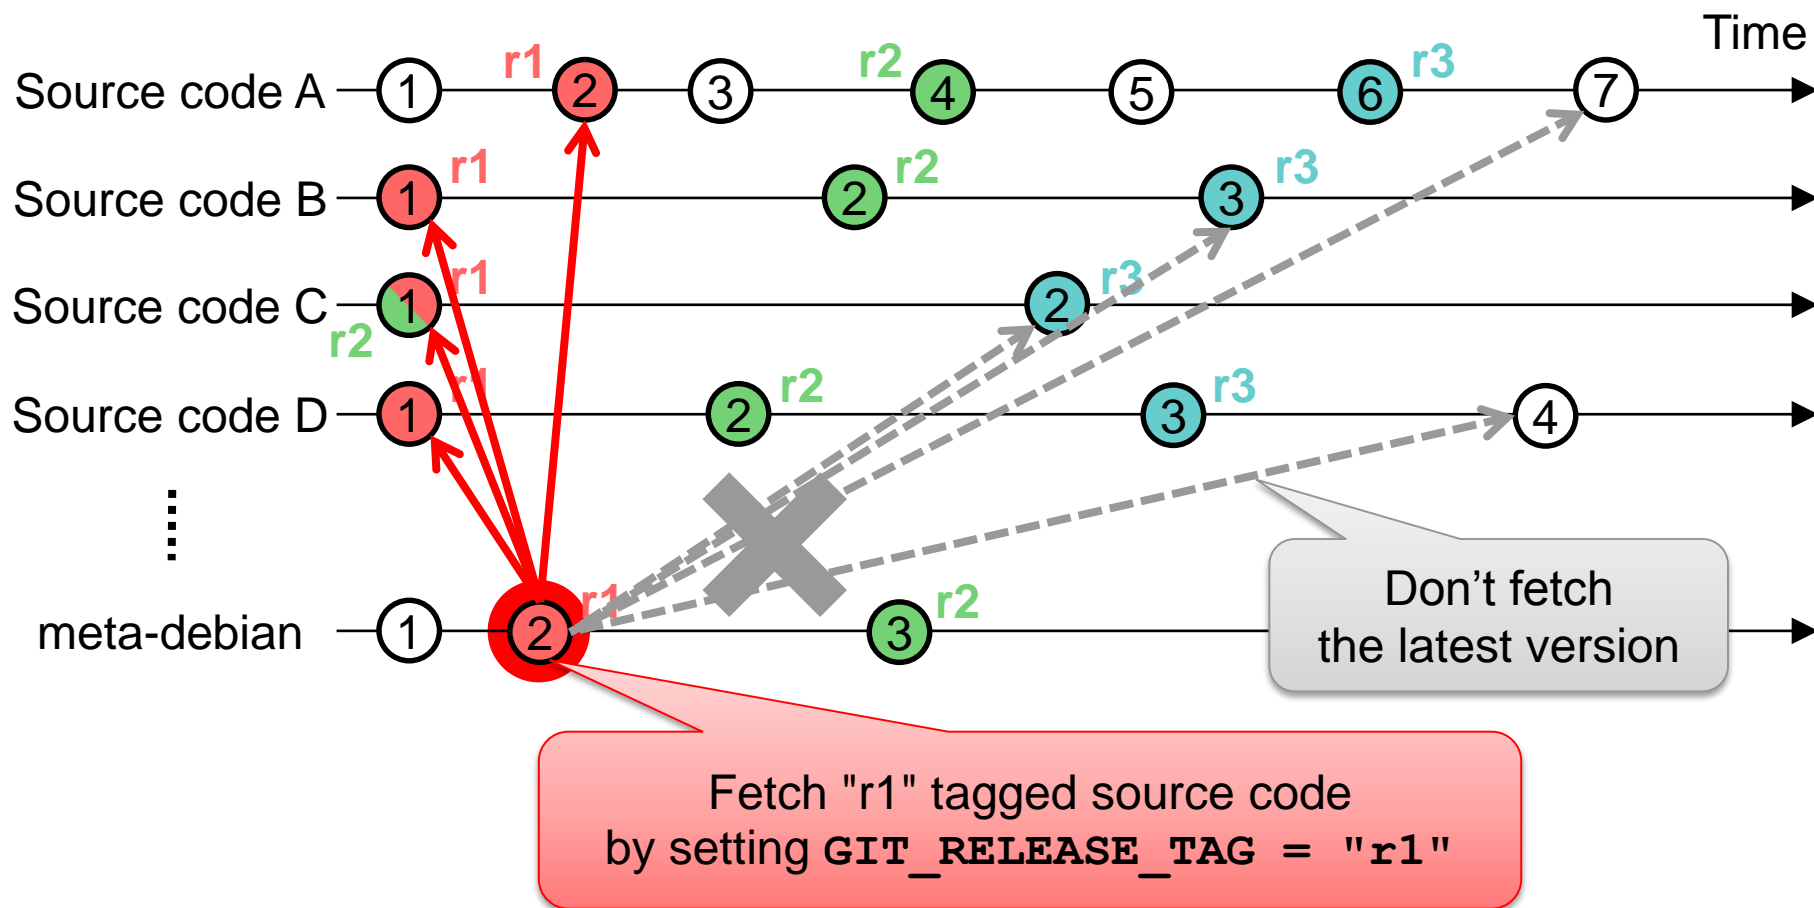 Time
Source code A 1 r1 2 3 r2 4 5 6 r3 7
Source code B 1 r1 2 r2 3 r3
Source code C 1 r1 r2 2 r3
Source code D 1 r1 2 r2 3 r3 4
meta-debian 1 2 r1 3 r2
Don’t fetch
the latest version
Fetch "r1" tagged source code
by setting GIT_RELEASE_TAG = "r1"